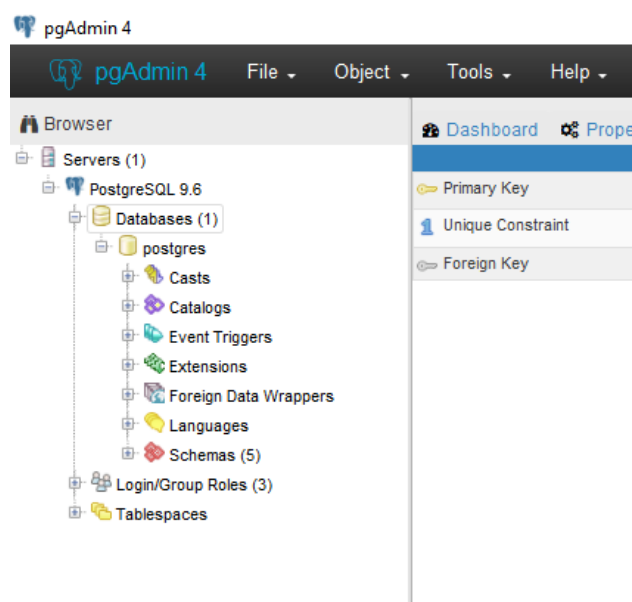 pgAdmin 4
pgAdmin 4 File Object Tools Help
Browser
Dashboard Prope
Servers (1)
PostgreSQL 9.6
Databases (1)
postgres
Casts
Catalogs
Event Triggers
Extensions
Foreign Data Wrappers
Languages
Schemas (5)
Login/Group Roles (3)
Tablespaces
Primary Key
1 Unique Constraint
Foreign Key